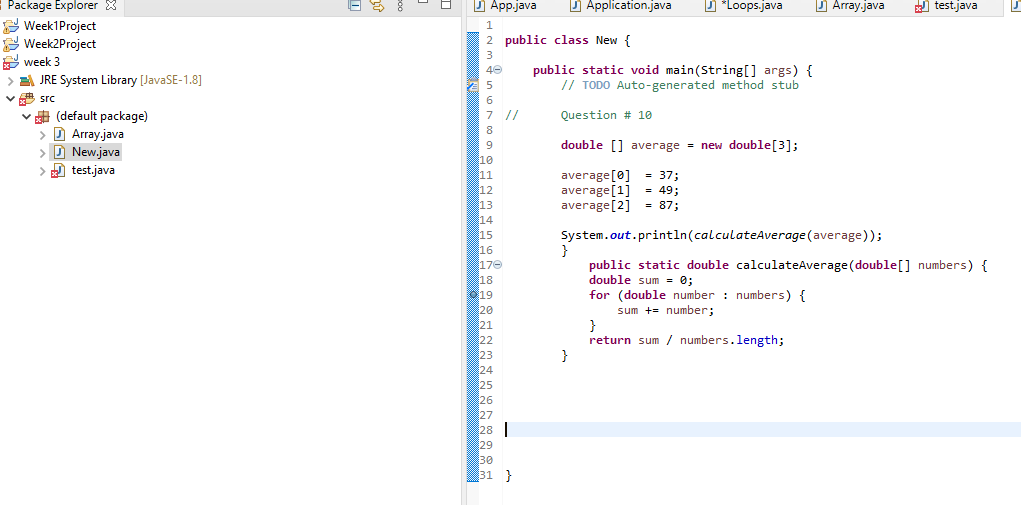 Package Explorer
App.java Application.java *Loops.java Array.java test.java
Week1Project
Week2Project
week 3
JRE System Library [JavaSE-1.8]
src
(default package)
Array.java
New.java
test.java
1
2 public class New {
3
4 public static void main(String[] args) {
5 // TODO Auto-generated method stub
6
7 // Question # 10
8
9 double [] average = new double[3];
10
11 average[0]  = 37;
12 average[1]  = 49;
13 average[2]  = 87;
14
15 System.out.println(calculateAverage(average));
16 }
17 public static double calculateAverage(double[] numbers) {
18 double sum = 0;
19 for (double number : numbers) {
20 sum += number;
21 }
22 return sum / numbers.length;
23 }
24
25
26
27
28
29
30
31 }